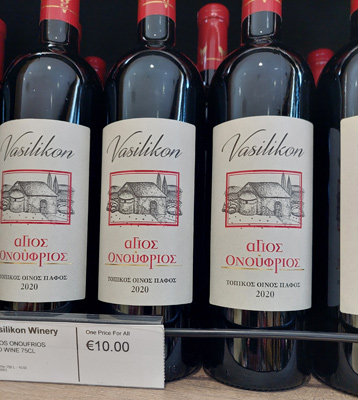 Vasilikon
ΑΓΙΟΣ
ΟΝΟΥΦΡΙΟΣ
ΤΟΠΙΚΟΣ ΟΙΝΟΣ ΠΑΦΟΣ
2020
Vasilikon
ΑΓΙΟΣ
ΟΝΟΥΦΡΙΟΣ
ΤΟΠΙΚΟΣ ΟΙΝΟΣ ΠΑΦΟΣ
2020
Vasilikon
ΑΓΙΟΣ
ΟΝΟΥΦΡΙΟΣ
ΤΟΠΙΚΟΣ ΟΙΝΟΣ ΠΑΦΟΣ
2020
silikon Winery
OS ONOUFRIOS
WINE 75CL
One Price For All
€10.00